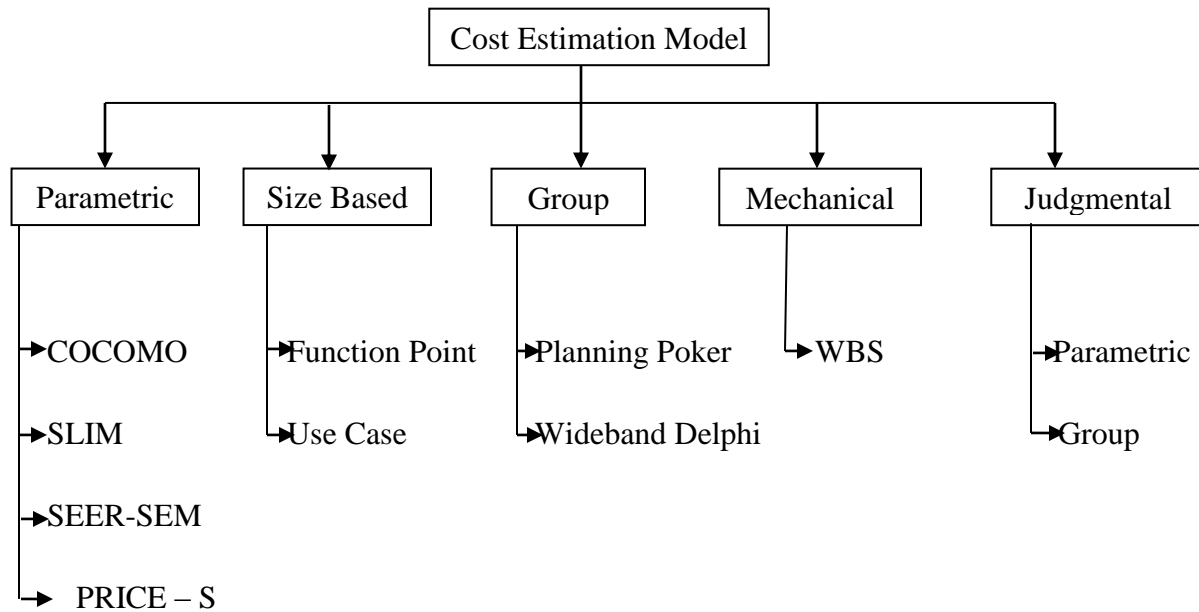 Cost Estimation Model
Parametric
Size Based
Group
Mechanical
Judgmental
COCOMO
Function Point
Planning Poker
WBS
Parametric
SLIM
Use Case
Wideband Delphi
Group
SEER-SEM
PRICE – S